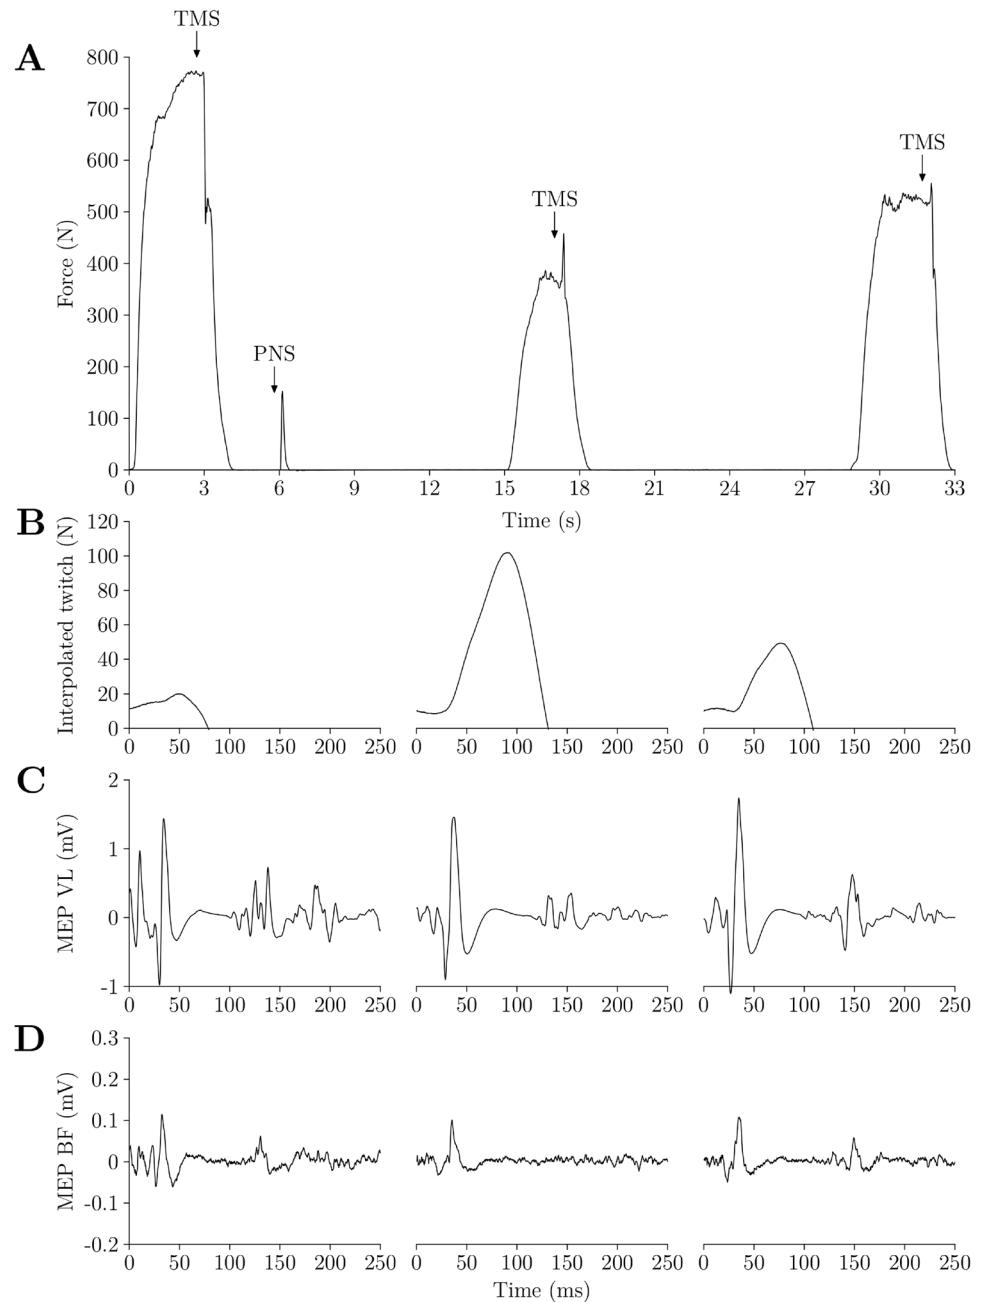 TMS
A
800
700
TMS
600
500
TMS
400
Force (N)
300
PNS
200
100
0
0 3 6 9 12 15 18 21 24 27 30 33
Time (s)
B
120
100
80
60
40
20
0
Interpolated twitch (N)
0 50 100 150 200 250 0 50 100 150 200 250 0 50 100 150 200 250
C
2
1
0
-1
MEP VL (mV)
0 50 100 150 200 250 0 50 100 150 200 250 0 50 100 150 200 250
D
0.3
0.2
0.1
0
-0.1
-0.2
MEP BF (mV)
0 50 100 150 200 250 0 50 100 150 200 250 0 50 100 150 200 250
Time (ms)